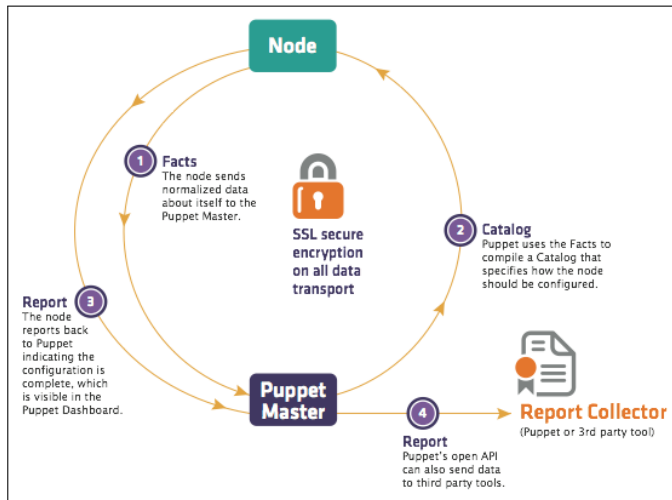 Node
1
Facts
The node sends
normalized data
about itself to the
Puppet Master.
SSL secure
encryption
on all data
transport
2
Catalog
Puppet uses the Facts to
compile a Catalog that
specifies how the node
should be configured.
Report
3
The node
reports back
to Puppet
indicating the
configuration is
complete, which
is visible in the
Puppet Dashboard.
Puppet
Master
4
Report
Puppet's open API
can also send data
to third party tools.
Report Collector
(Puppet or 3rd party tool)